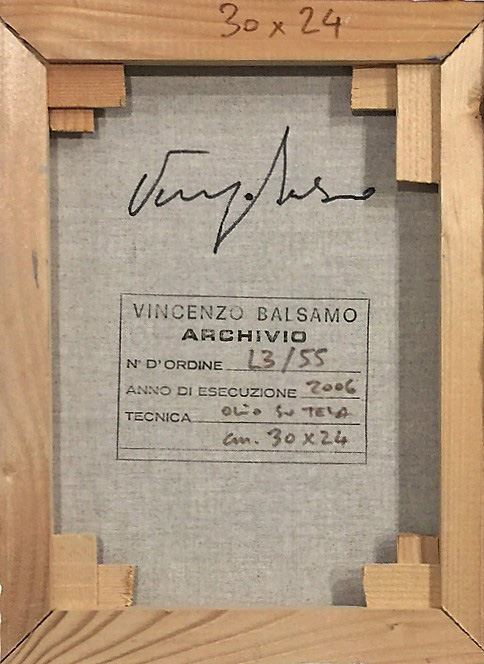 30 x 24
VINCENZO BALSAMO
ARCHIVIO
N° D'ORDINE L3/55
ANNO DI ESECUZIONE 2006
TECNICA OLIO SU TELA
cm. 30 x 24